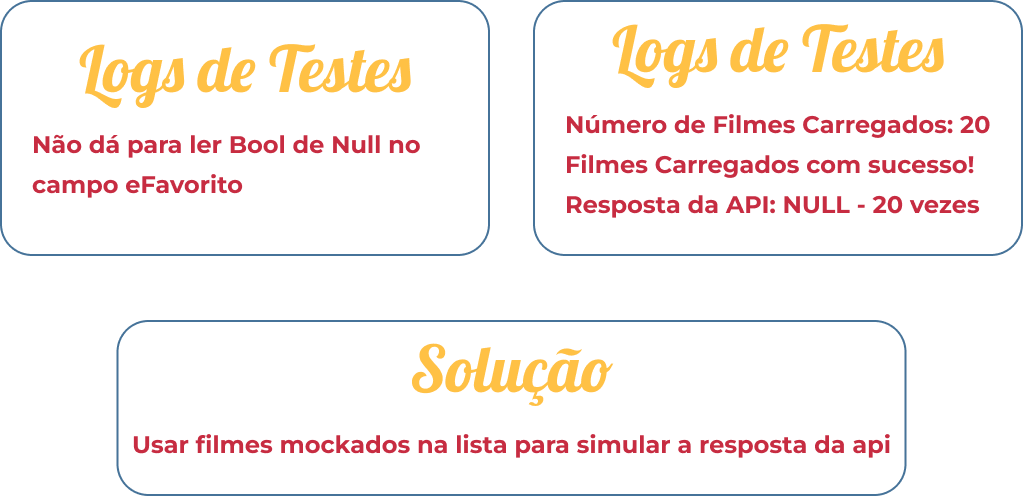 Logs de Testes
Não dá para ler Bool de Null no
campo eFavorito
Logs de Testes
Número de Filmes Carregados: 20
Filmes Carregados com sucesso!
Resposta da API: NULL - 20 vezes
Solução
Usar filmes mockados na lista para simular a resposta da api